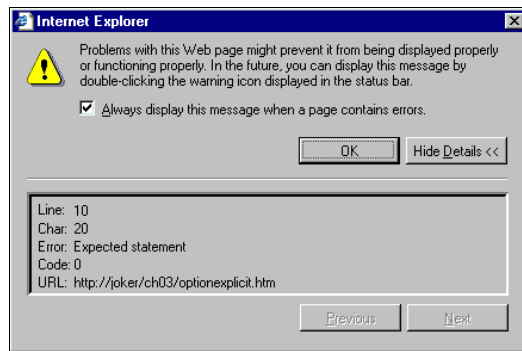 Internet Explorer
Problems with this Web page might prevent it from being displayed properly
or functioning properly. In the future, you can display this message by
double-clicking the warning icon displayed in the status bar.
Always display this message when a page contains errors.
OK
Hide Details <<
Line: 10
Char: 20
Error: Expected statement
Code: 0
URL: http://joker/ch03/optionexplicit.htm
Previous
Next